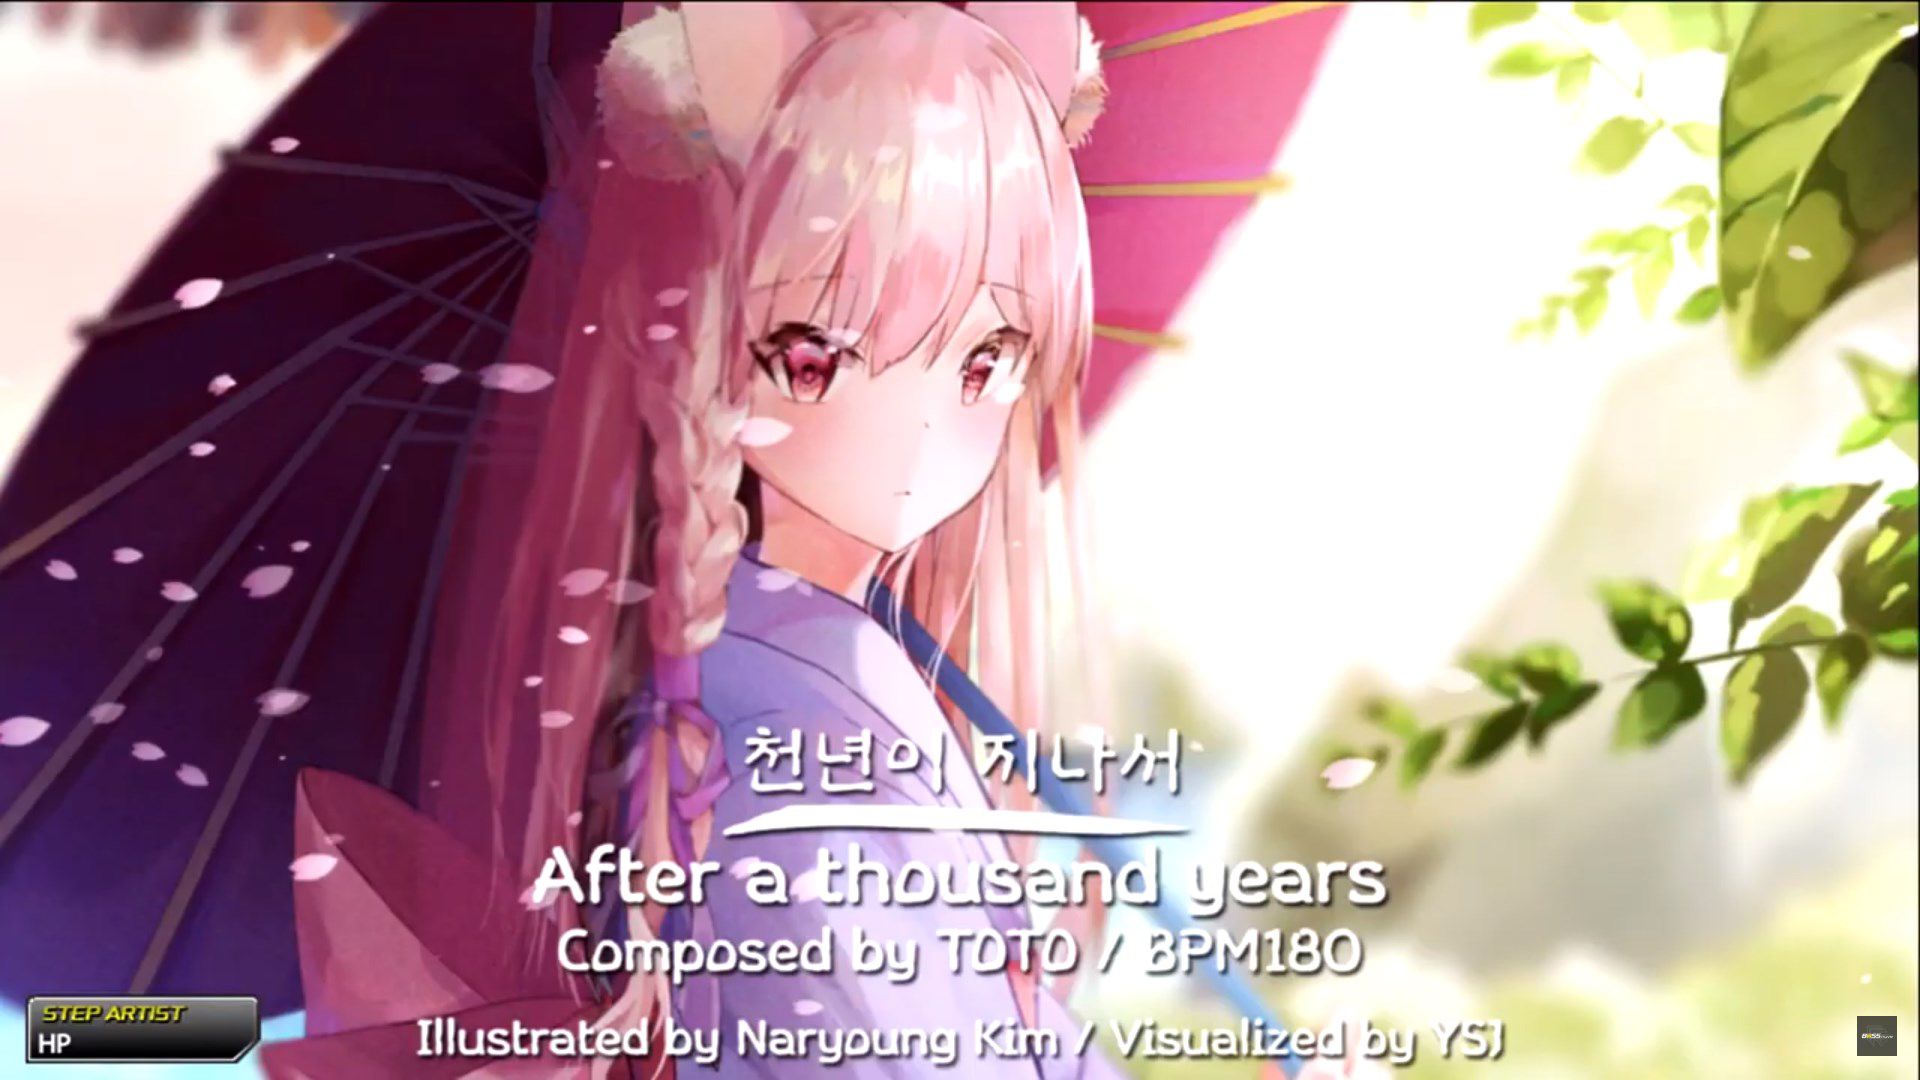 천년이 지나서
After a thousand years
Composed by TOTO / BPM180
Illustrated by Naryoung Kim / Visualized by YSJ
STEP ARTIST
HP